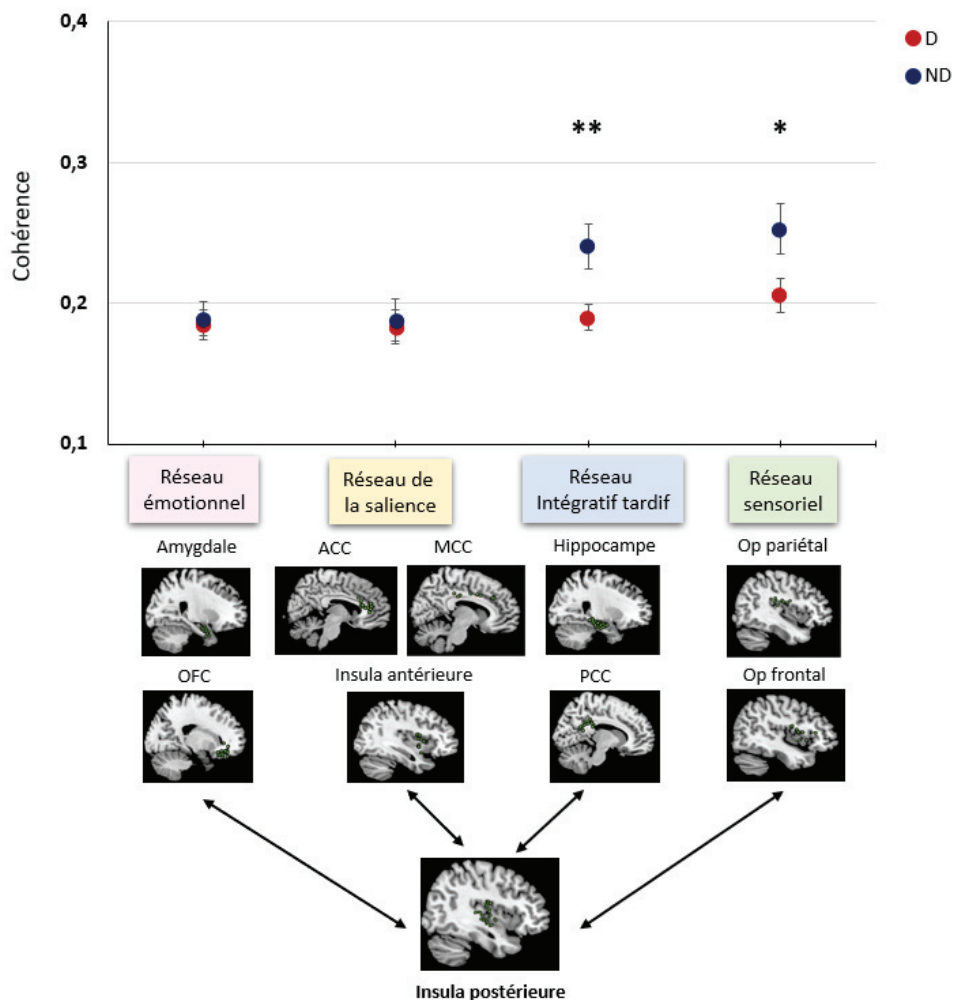 0,4
D
ND
**
*
0,3
Cohérence
0,2
0,1
Réseau
émotionnel
Réseau de
la salience
Réseau
Intégratif tardif
Réseau
sensoriel
Amygdale
ACC
MCC
Hippocampe
Op pariétal
OFC
Insula antérieure
PCC
Op frontal
Insula postérieure